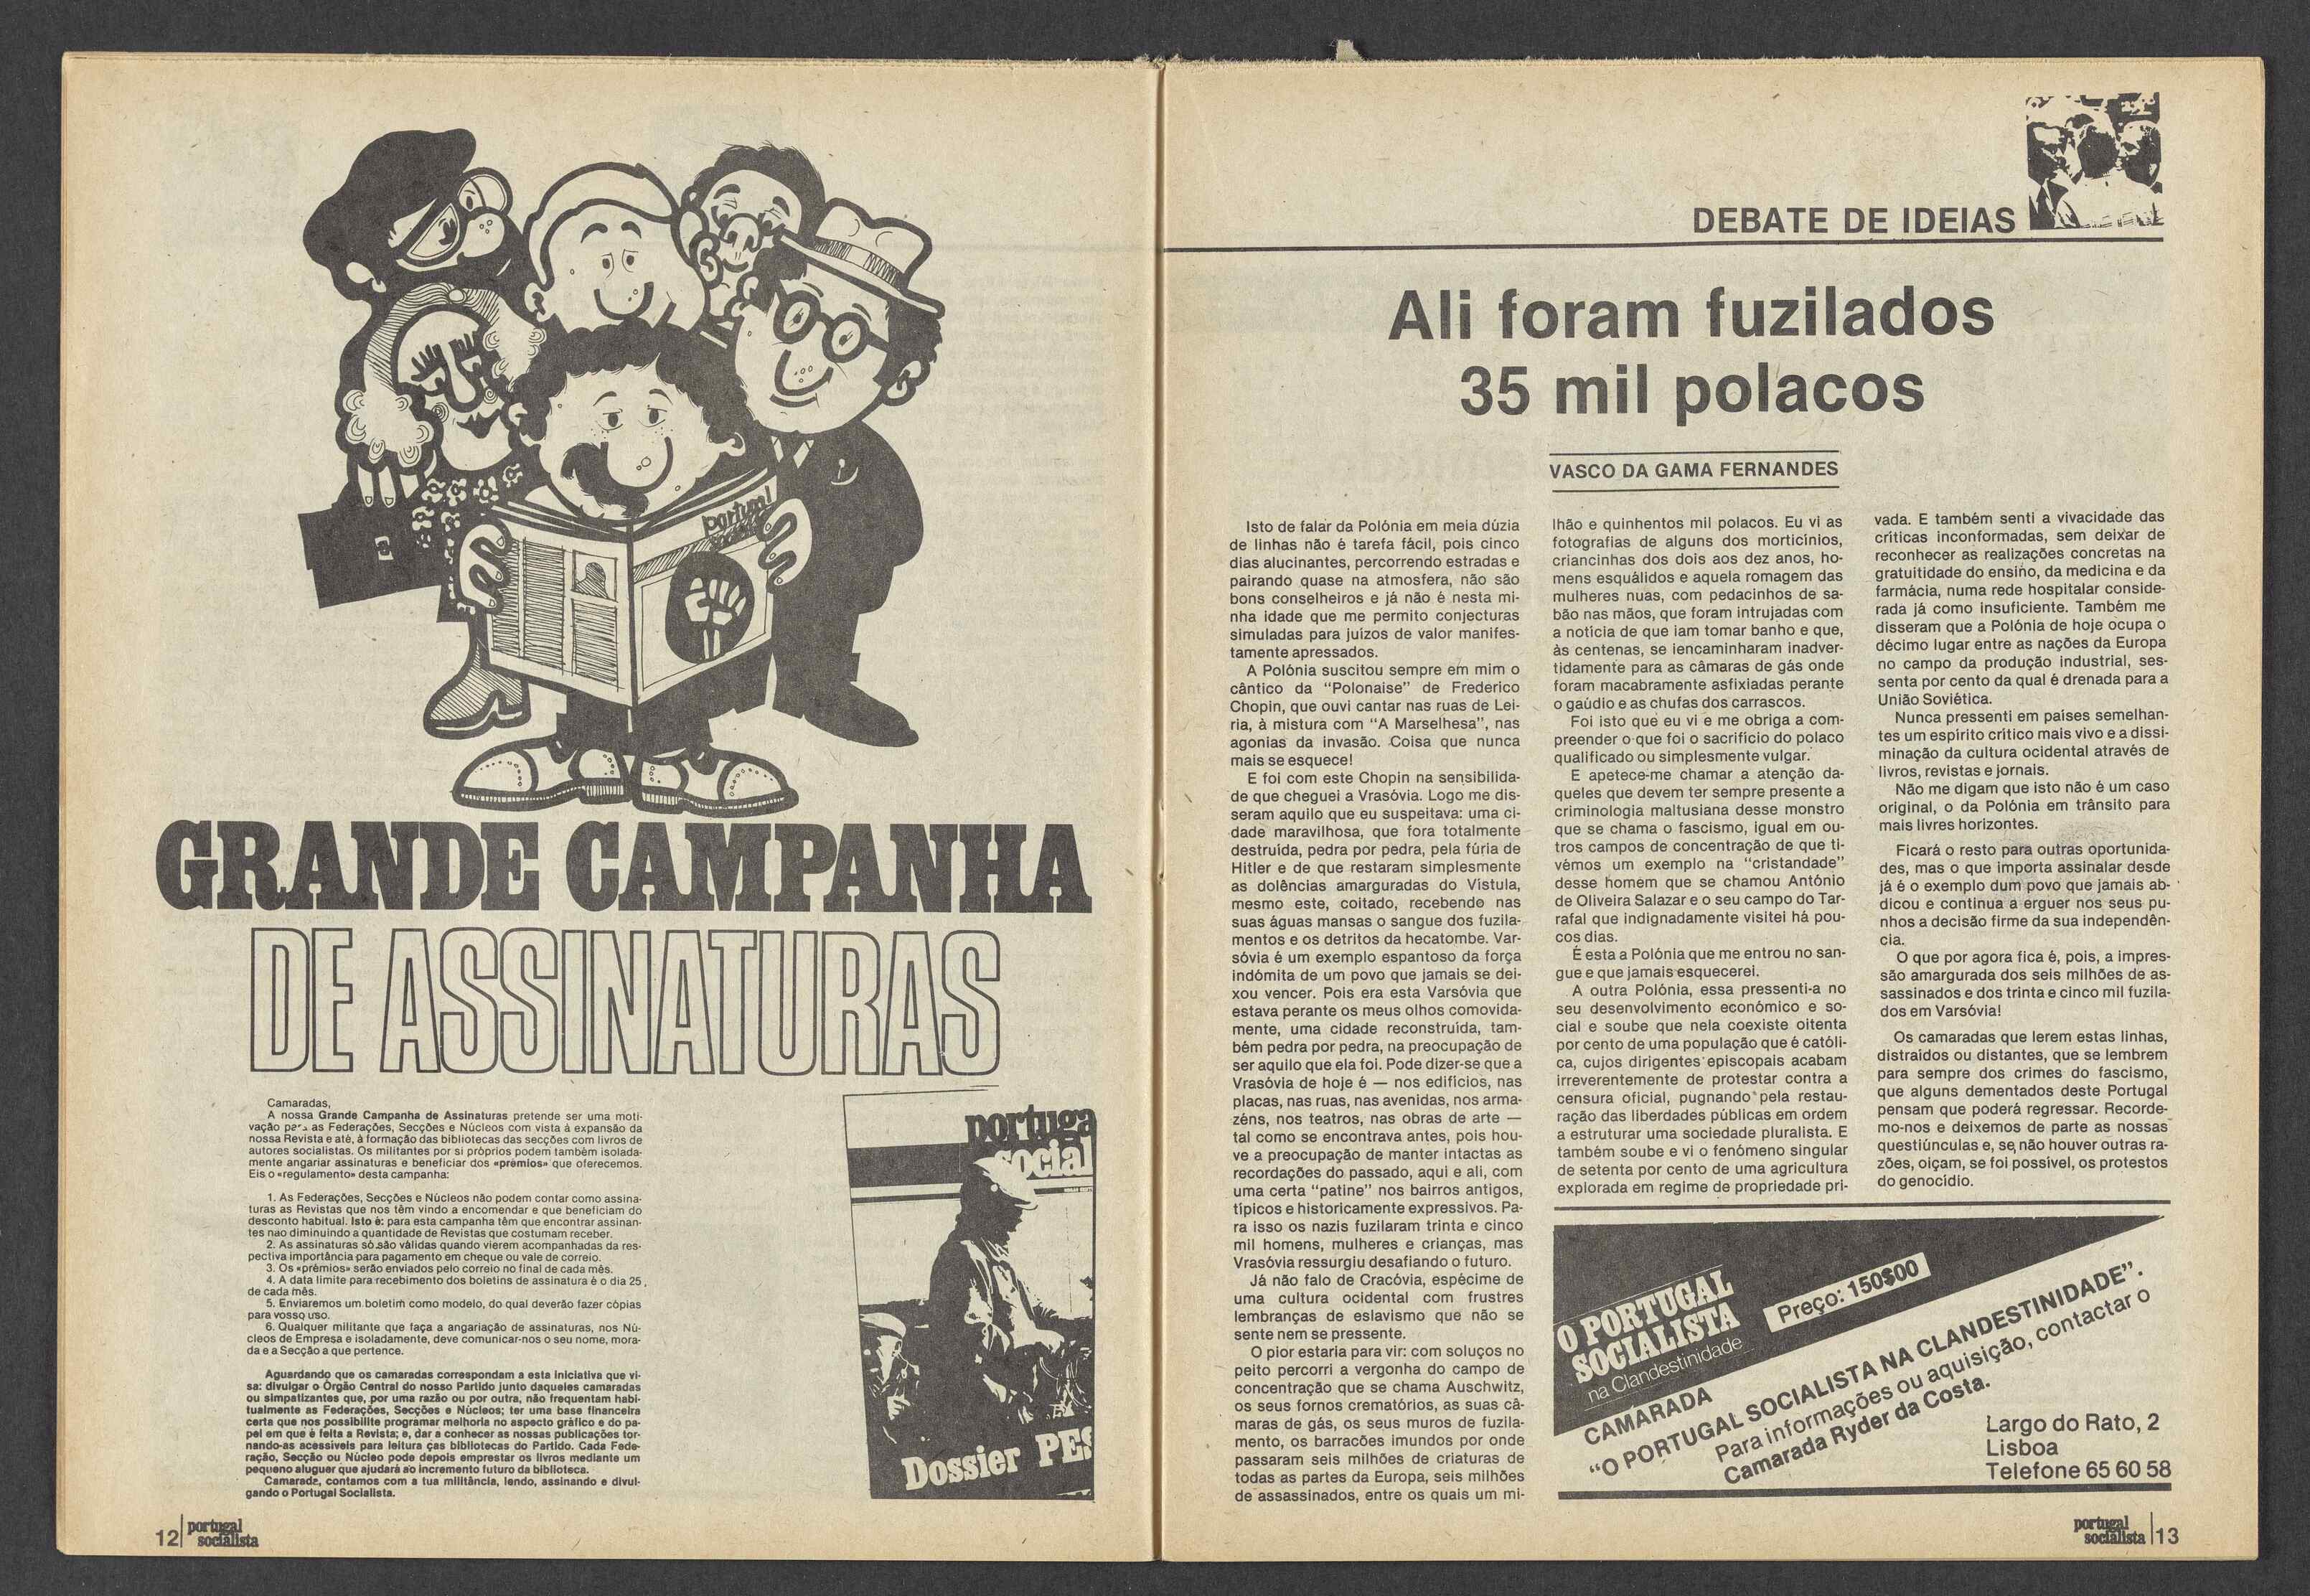 portugal
GRANDE CAMPANHA
DE ASSINATURAS
Camaradas,
A nossa Grande Campanha de Assinaturas pretende ser uma moti-
vação as Federações, Secções e Núcleos com vista à expansão da
nossa Revista e até, à formação das bibliotecas das secções com livros de
autores socialistas. Os militantes por si próprios podem também isolada-
mente angariar assinaturas e beneficiar dos «prémios» que oferecemos.
Eis o «regulamento» desta campanha:
1. As Federações, Secções e Núcleos não podem contar como assina-
turas as Revistas que nos têm vindo a encomendar e que beneficiam do
desconto habitual. Isto é: para esta campanha têm que encontrar assinan-
tes nao diminuindo a quantidade de Revistas que costumam receber.
2. As assinaturas só são válidas quando vierem acompanhadas da res-
pectiva importância para pagamento em cheque ou vale de correio.
3. Os «prémios» serão enviados pelo correio no final de cada mês.
4. A data limite para recebimento dos boletins de assinatura é o dia 25,
de cada mês.
5. Enviaremos um boletim como modelo, do qual deverão fazer cópias
para vosso uso.
6. Qualquer militante que faça a angariação de assinaturas, nos Nú-
cleos de Empresa e isoladamente, deve comunicar-nos o seu nome, mora-
da e a Secção a que pertence.
Aguardando que os camaradas correspondam a esta iniciativa que vi-
sa: divulgar o Órgão Central do nosso Partido junto daqueles camaradas
ou simpatizantes que, por uma razão ou por outra, não frequentam habi-
tualmente as Federações, Secções e Núcleos; ter uma base financeira
certa que nos possibilite programar melhoria no aspecto gráfico e do pa-
pel em que é feita a Revista; e, dar a conhecer as nossas publicações tor-
nando-as acessíveis para leitura ças bibliotecas do Partido. Cada Fede-
ração, Secção ou Núcleo pode depois emprestar os livros mediante um
pequeno aluguer que ajudará ao incremento futuro da biblioteca.
Camarada, contamos com a tua militância, lendo, assinando e divul-
gando o Portugal Socialista.
portuga
social
Dossier PES
12 portugal
socialista
DEBATE DE IDEIAS
Ali foram fuzilados
35 mil polacos
VASCO DA GAMA FERNANDES
Isto de falar da Polónia em meia dúzia
de linhas não é tarefa fácil, pois cinco
dias alucinantes, percorrendo estradas e
pairando quase na atmosfera, não são
bons conselheiros e já não é nesta mi-
nha idade que me permito conjecturas
simuladas para juízos de valor manifes-
tamente apressados.
A Polónia suscitou sempre em mim o
cântico da "Polonaise" de Frederico
Chopin, que ouvi cantar nas ruas de Lei-
ria, à mistura com "A Marselhesa", nas
agonias da invasão. Coisa que nunca
mais se esquece!
E foi com este Chopin na sensibilida-
de que cheguei a Vrasóvia. Logo me dis-
seram aquilo que eu suspeitava: uma ci-
dade maravilhosa, que fora totalmente
destruída, pedra por pedra, pela fúria de
Hitler e de que restaram simplesmente
as dolências amarguradas do Vístula,
mesmo este, coitado, recebendo nas
suas águas mansas o sangue dos fuzila-
mentos e os detritos da hecatombe. Var-
sóvia é um exemplo espantoso da força
indómita de um povo que jamais se dei-
xou vencer. Pois era esta Varsóvia que
estava perante os meus olhos comovida-
mente, uma cidade reconstruída, tam-
bém pedra por pedra, na preocupação de
ser aquilo que ela foi. Pode dizer-se que a
Vrasóvia de hoje é — nos edifícios, nas
placas, nas ruas, nas avenidas, nos arma-
zéns, nos teatros, nas obras de arte —
tal como se encontrava antes, pois hou-
ve a preocupação de manter intactas as
recordações do passado, aqui e ali, com
uma certa "patine" nos bairros antigos,
típicos e historicamente expressivos. Pa-
ra isso os nazis fuzilaram trinta e cinco
mil homens, mulheres e crianças, mas
Vrasóvia ressurgiu desafiando o futuro.
Já não falo de Cracóvia, espécime de
uma cultura ocidental com frustres
lembranças de eslavismo que não se
sente nem se pressente.
O pior estaria para vir: com soluços no
peito percorri a vergonha do campo de
concentração que se chama Auschwitz,
os seus fornos crematórios, as suas câ-
maras de gás, os seus muros de fuzila-
mento, os barracões imundos por onde
passaram seis milhões de criaturas de
todas as partes da Europa, seis milhões
de assassinados, entre os quais um mi-
lhão e quinhentos mil polacos. Eu vi as
fotografias de alguns dos morticínios,
criancinhas dos dois aos dez anos, ho-
mens esquálidos e aquela romagem das
mulheres nuas, com pedacinhos de sa-
bão nas mãos, que foram intrujadas com
a notícia de que iam tomar banho e que,
às centenas, se iencaminharam inadver-
tidamente para as câmaras de gás onde
foram macabramente asfixiadas perante
o gaúdio e as chufas dos carrascos.
Foi isto que eu vi e me obriga a com-
preender o que foi o sacrifício do polaco
qualificado ou simplesmente vulgar.
E apetece-me chamar a atenção da-
queles que devem ter sempre presente a
criminologia maltusiana desse monstro
que se chama o fascismo, igual em ou-
tros campos de concentração de que ti-
vémos um exemplo na "cristandade"
desse homem que se chamou António
de Oliveira Salazar e o seu campo do Tar-
rafal que indignadamente visitei há pou-
cos dias.
É esta a Polónia que me entrou no san-
gue e que jamais esquecerei.
A outra Polónia, essa pressenti-a no
seu desenvolvimento económico e so-
cial e soube que nela coexiste oitenta
por cento de uma população que é católi-
ca, cujos dirigentes episcopais acabam
irreverentemente de protestar contra a
censura oficial, pugnando pela restau-
ração das liberdades públicas em ordem
a estruturar uma sociedade pluralista. E
também soube e vi o fenómeno singular
de setenta por cento de uma agricultura
explorada em regime de propriedade pri-
vada. E também senti a vivacidade das
críticas inconformadas, sem deixar de
reconhecer as realizações concretas na
gratuitidade do ensino, da medicina e da
farmácia, numa rede hospitalar conside-
rada já como insuficiente. Também me
disseram que a Polónia de hoje ocupa o
décimo lugar entre as nações da Europa
no campo da produção industrial, ses-
senta por cento da qual é drenada para a
União Soviética.
Nunca pressenti em países semelhan-
tes um espírito crítico mais vivo e a dissi-
minação da cultura ocidental através de
livros, revistas e jornais.
Não me digam que isto não é um caso
original, o da Polónia em trânsito para
mais livres horizontes.
Ficará o resto para outras oportunida-
des, mas o que importa assinalar desde
já é o exemplo dum povo que jamais ab-
dicou e continua a erguer nos seus pu-
nhos a decisão firme da sua independên-
cia.
O que por agora fica é, pois, a impres-
são amargurada dos seis milhões de as-
sassinados e dos trinta e cinco mil fuzila-
dos em Varsóvia!
Os camaradas que lerem estas linhas,
distraídos ou distantes, que se lembrem
para sempre dos crimes do fascismo,
que alguns dementados deste Portugal
pensam que poderá regressar. Recorde-
mo-nos e deixemos de parte as nossas
questiúnculas e, se não houver outras ra-
zões, oiçam, se foi possível, os protestos
do genocídio.
O PORTUGAL
SOCIALISTA
na Clandestinidade
Preço: 150$00
CAMARADA
"O PORTUGAL SOCIALISTA NA CLANDESTINIDADE".
Para informações ou aquisição, contactar o
Camarada Ryder da Costa.
Largo do Rato, 2
Lisboa
Telefone 65 60 58
portugal
socialista 13